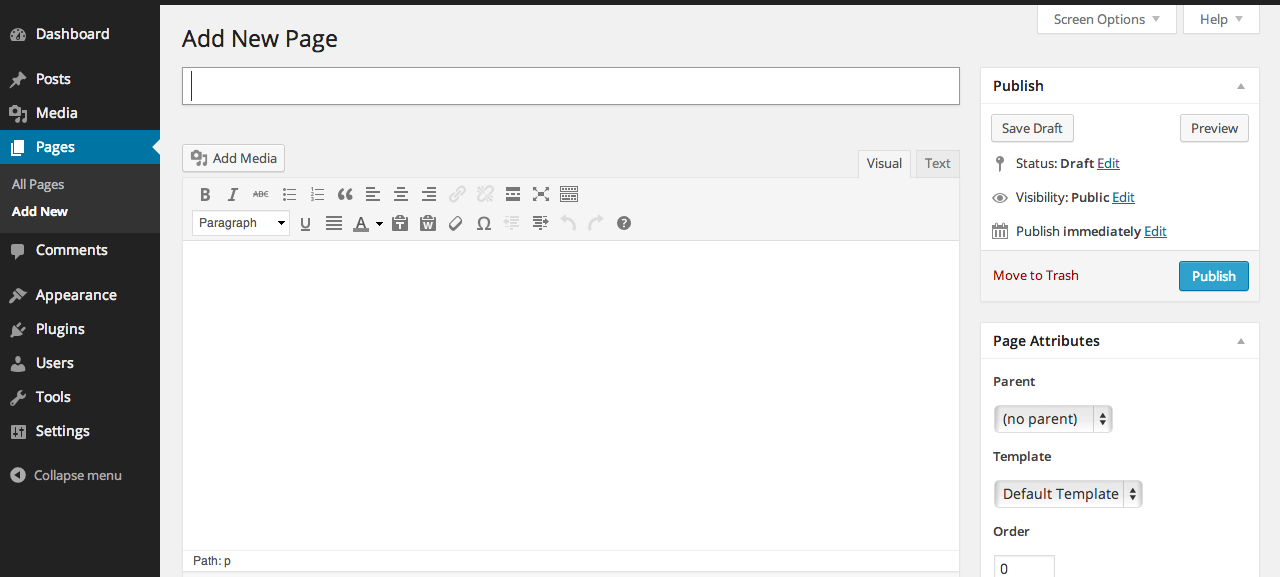 Screen Options
Help
Dashboard
Posts
Media
Pages
All Pages
Add New
Comments
Appearance
Plugins
Users
Tools
Settings
Collapse menu
Add New Page
Add Media
Visual
Text
B I ABC
Paragraph U A T W Ω ?
Path: p
Publish
Save Draft
Preview
Status: Draft Edit
Visibility: Public Edit
Publish immediately Edit
Move to Trash
Publish
Page Attributes
Parent
(no parent)
Template
Default Template
Order
0